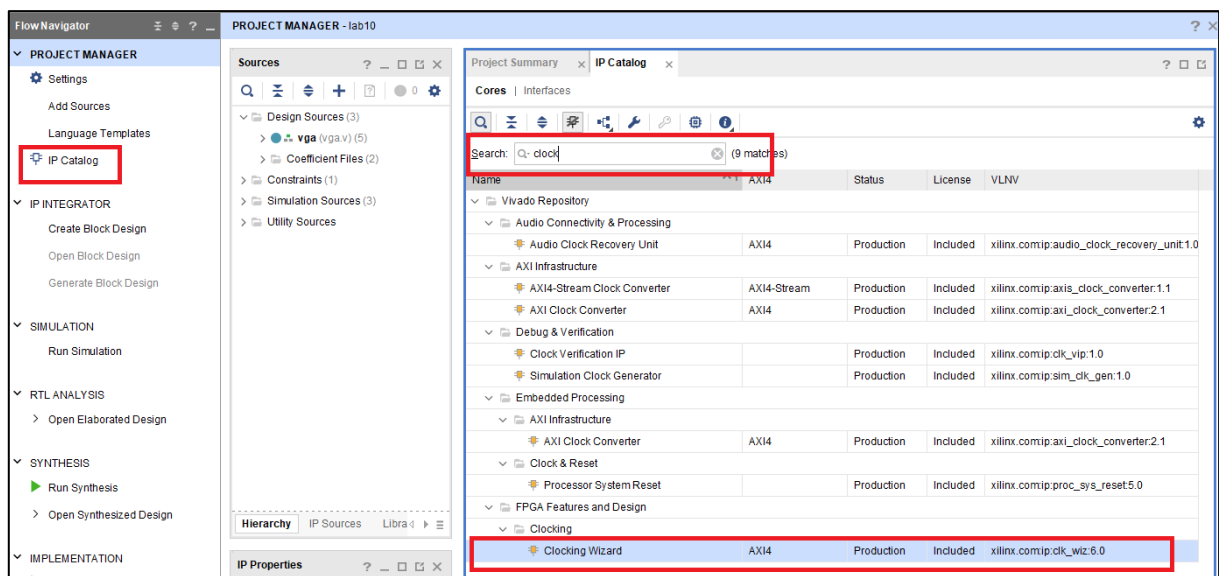 Flow Navigator
PROJECT MANAGER - lab10
PROJECT MANAGER
Settings
Add Sources
Language Templates
IP Catalog
IP INTEGRATOR
Create Block Design
Open Block Design
Generate Block Design
SIMULATION
Run Simulation
RTL ANALYSIS
Open Elaborated Design
SYNTHESIS
Run Synthesis
Open Synthesized Design
IMPLEMENTATION
Sources
0
Design Sources (3)
vga (vga.v) (5)
Coefficient Files (2)
Constraints (1)
Simulation Sources (3)
Utility Sources
Hierarchy IP Sources Libra
IP Properties
Project Summary IP Catalog
Cores | Interfaces
Search: clock (9 matches)
Name AXI4 Status License VLNV
Vivado Repository
Audio Connectivity & Processing
Audio Clock Recovery Unit AXI4 Production Included xilinx.com:ip:audio_clock_recovery_unit:1.0
AXI Infrastructure
AXI4-Stream Clock Converter AXI4-Stream Production Included xilinx.com:ip:axis_clock_converter:1.1
AXI Clock Converter AXI4 Production Included xilinx.com:ip:axi_clock_converter:2.1
Debug & Verification
Clock Verification IP Production Included xilinx.com:ip:clk_vip:1.0
Simulation Clock Generator Production Included xilinx.com:ip:sim_clk_gen:1.0
Embedded Processing
AXI Infrastructure
AXI Clock Converter AXI4 Production Included xilinx.com:ip:axi_clock_converter:2.1
Clock & Reset
Processor System Reset Production Included xilinx.com:ip:proc_sys_reset:5.0
FPGA Features and Design
Clocking
Clocking Wizard AXI4 Production Included xilinx.com:ip:clk_wiz:6.0